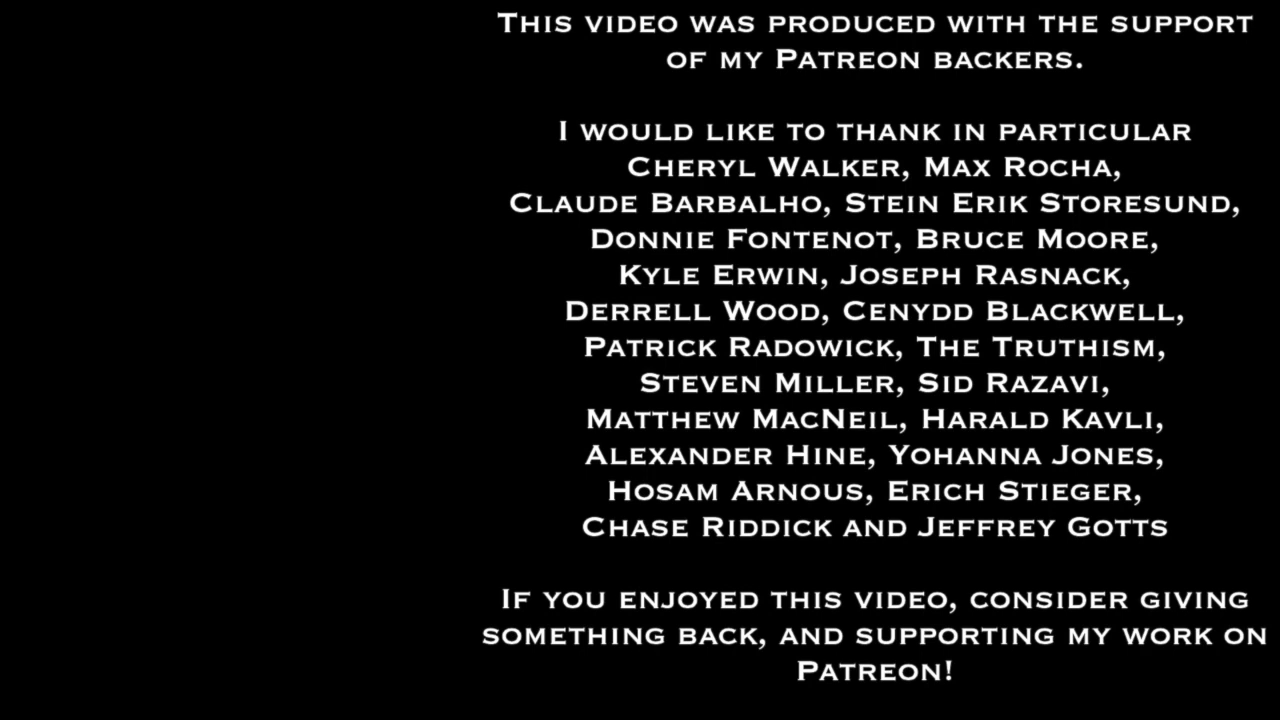 This video was produced with the support
of my Patreon backers.
I would like to thank in particular
Cheryl Walker, Max Rocha,
Claude Barbalho, Stein Erik Storesund,
Donnie Fontenot, Bruce Moore,
Kyle Erwin, Joseph Rasnack,
Derrell Wood, Cenydd Blackwell,
Patrick Radowick, The Truthism,
Steven Miller, Sid Razavi,
Matthew MacNeil, Harald Kavli,
Alexander Hine, Yohanna Jones,
Hosam Arnous, Erich Stieger,
Chase Riddick and Jeffrey Gotts
If you enjoyed this video, consider giving
something back, and supporting my work on
Patreon!